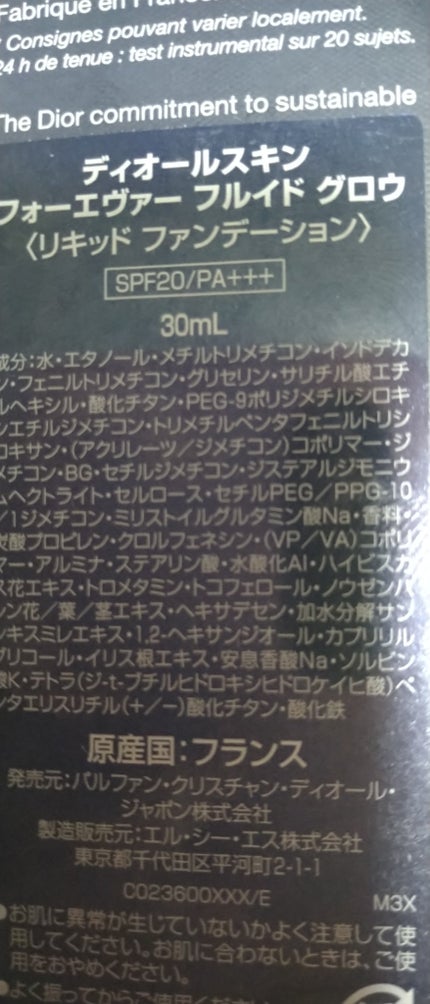 Fabrique en
Consignes pouvant varier localement.
24 h de tenue : test instrumental sur 20 sujets.
The Dior commitment to sustainable
ディオールスキン
フォーエヴァー フルイド グロウ
〈リキッド ファンデーション〉
SPF20/PA+++
30mL
成分：水・エタノール・メチルトリメチコン・イソドデカ
ン・フェニルトリメチコン・グリセリン・サリチル酸エチ
ルヘキシル・酸化チタン・PEG-9ポリジメチルシロキ
シエチルジメチコン・トリメチルペンタフェニルトリシ
ロキサン・(アクリレーツ／ジメチコン)コポリマー・ジ
メチコン・BG・セチルジメチコン・ジステアルジモニウ
ムヘクトライト・セルロース・セチルPEG／PPG-10
／1ジメチコン・ミリストイルグルタミン酸Na・香料・
炭酸プロピレン・クロルフェネシン・(VP／VA)コポリ
マー・アルミナ・ステアリン酸・水酸化Al・ハイビスカ
ス花エキス・トロメタミン・トコフェロール・ノウゼンハ
レン花／葉／茎エキス・ヘキサデセン・加水分解サン
シキスミレエキス・1,2-ヘキサンジオール・カプリリル
グリコール・イリス根エキス・安息香酸Na・ソルビン
酸K・テトラ(ジ-t-ブチルヒドロキシヒドロケイヒ酸)ペ
ンタエリスリチル(+／−)酸化チタン・酸化鉄
原産国：フランス
発売元：パルファン・クリスチャン・ディオール・
ジャポン株式会社
製造販売元：エル・シー・エス株式会社
東京都千代田区平河町2-1-1
C023600XXX/E
M3X
●お肌に異常が生じていないかよく注意して使
用してください。お肌に合わないときは、ご使
用をおやめください。
●よく振ってからご使用ください